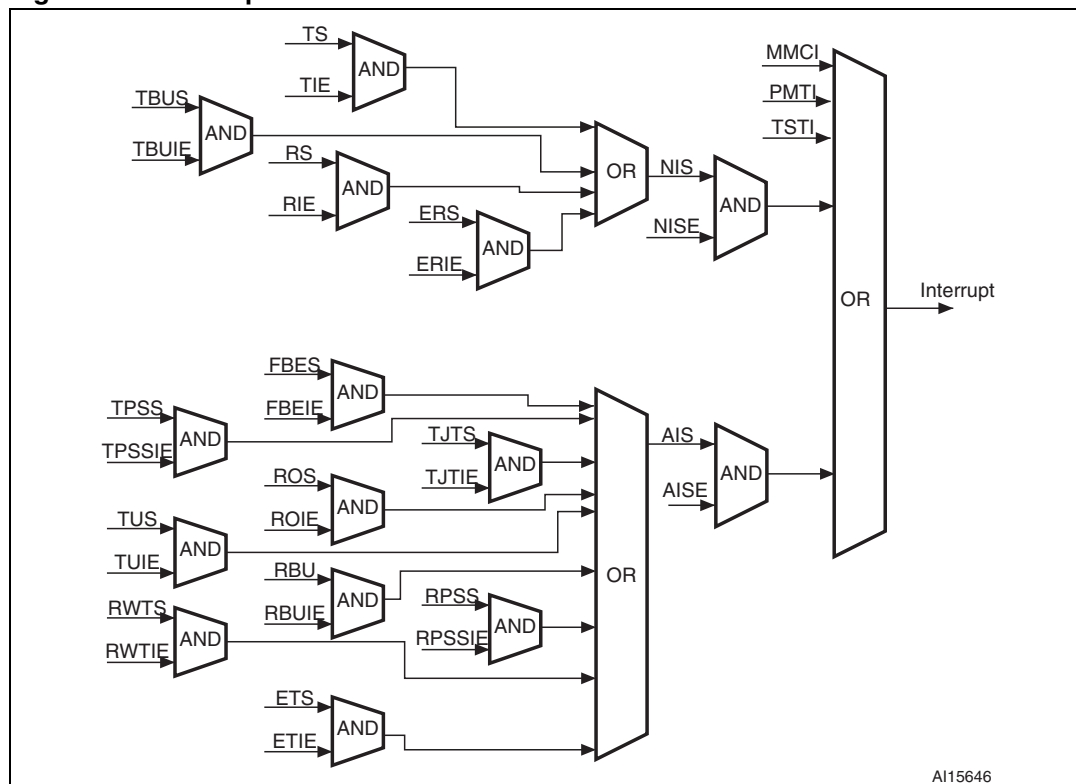 TS
AND
TIE
TBUS
AND
TBUIE
RS
AND
RIE
ERS
AND
ERIE
OR
NIS
AND
NISE
MMCI
PMTI
TSTI
OR
Interrupt
FBES
AND
FBEIE
TPSS
AND
TPSSIE
TJTS
AND
TJTIE
ROS
AND
ROIE
TUS
AND
TUIE
RBU
AND
RBUIE
RPSS
AND
RPSSIE
RWTS
AND
RWTIE
ETS
AND
ETIE
OR
AIS
AND
AISE
AI15646